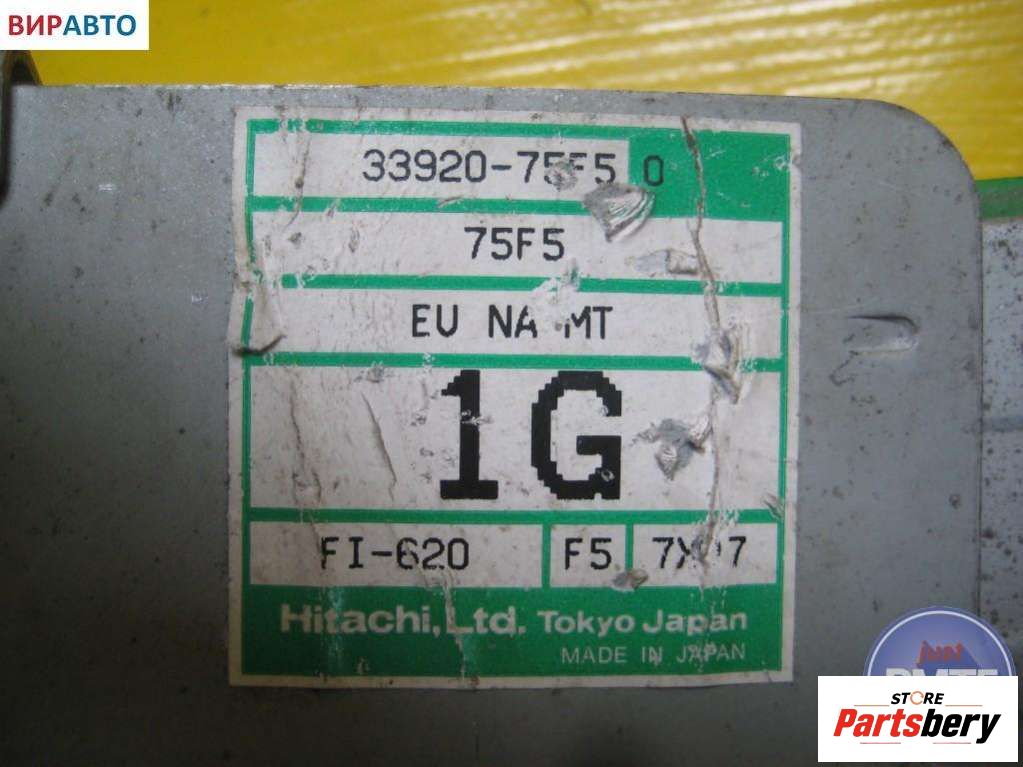 ВИРАВТО
33920-75F5 0
75F5
EU NA MT
1G
FI-620 F5
Hitachi, Ltd. Tokyo Japan
MADE IN JAPAN
just
STORE
Partsbery